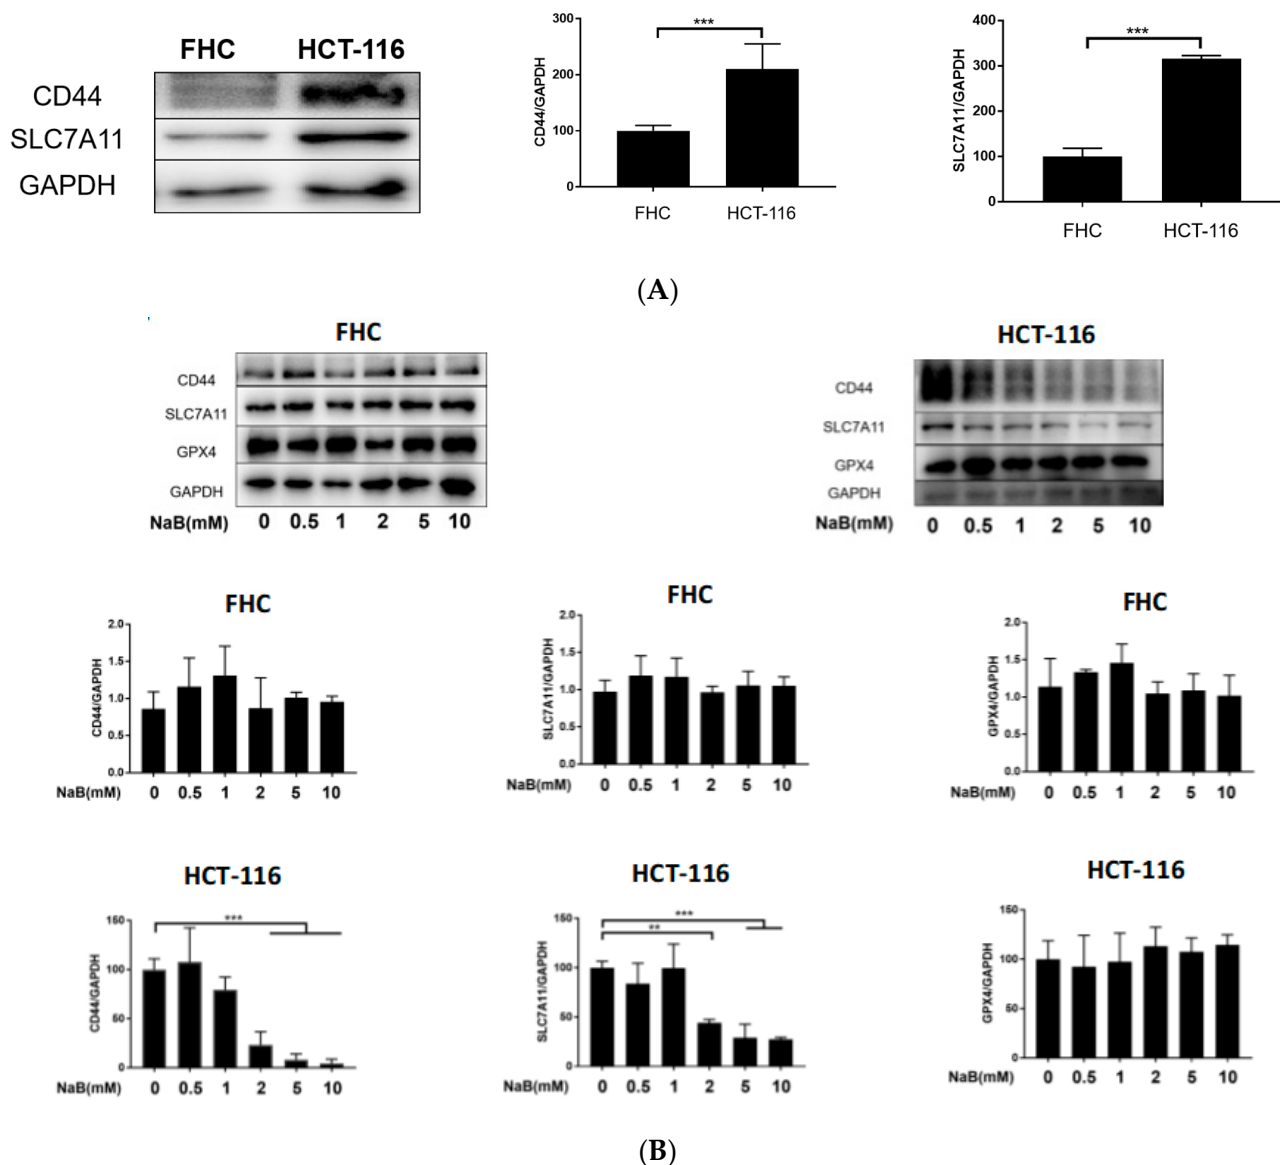 FHC HCT-116
CD44
SLC7A11
GAPDH
CD44/GAPDH
300
200
100
0
***
FHC HCT-116
SLC7A11/GAPDH
400
300
200
100
0
***
FHC HCT-116
(A)
FHC
CD44
SLC7A11
GPX4
GAPDH
NaB(mM) 0 0.5 1 2 5 10
HCT-116
CD44
SLC7A11
GPX4
GAPDH
NaB(mM) 0 0.5 1 2 5 10
FHC
CD44/GAPDH
2.0
1.5
1.0
0.5
0.0
NaB(mM) 0 0.5 1 2 5 10
FHC
SLC7A11/GAPDH
2.0
1.5
1.0
0.5
0.0
NaB(mM) 0 0.5 1 2 5 10
FHC
GPX4/GAPDH
2.0
1.5
1.0
0.5
0.0
NaB(mM) 0 0.5 1 2 5 10
HCT-116
CD44/GAPDH
150
100
50
0
***
NaB(mM) 0 0.5 1 2 5 10
HCT-116
SLC7A11/GAPDH
150
100
50
0
***
**
NaB(mM) 0 0.5 1 2 5 10
HCT-116
GPX4/GAPDH
150
100
50
0
NaB(mM) 0 0.5 1 2 5 10
(B)